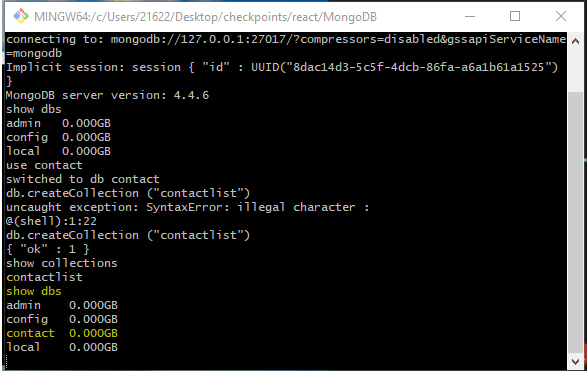 MINGW64:/c/Users/21622/Desktop/checkpoints/react/MongoDB
connecting to: mongodb://127.0.0.1:27017/?compressors=disabled&gssapiServiceName
=mongodb
Implicit session: session { "id" : UUID("8dac14d3-5c5f-4dcb-86fa-a6a1b61a1525")
}
MongoDB server version: 4.4.6
show dbs
admin   0.000GB
config  0.000GB
local   0.000GB
use contact
switched to db contact
db.createCollection ("contactlist")
uncaught exception: SyntaxError: illegal character :
@(shell):1:22
db.createCollection ("contactlist")
{ "ok" : 1 }
show collections
contactlist
show dbs
admin    0.000GB
config   0.000GB
contact  0.000GB
local    0.000GB